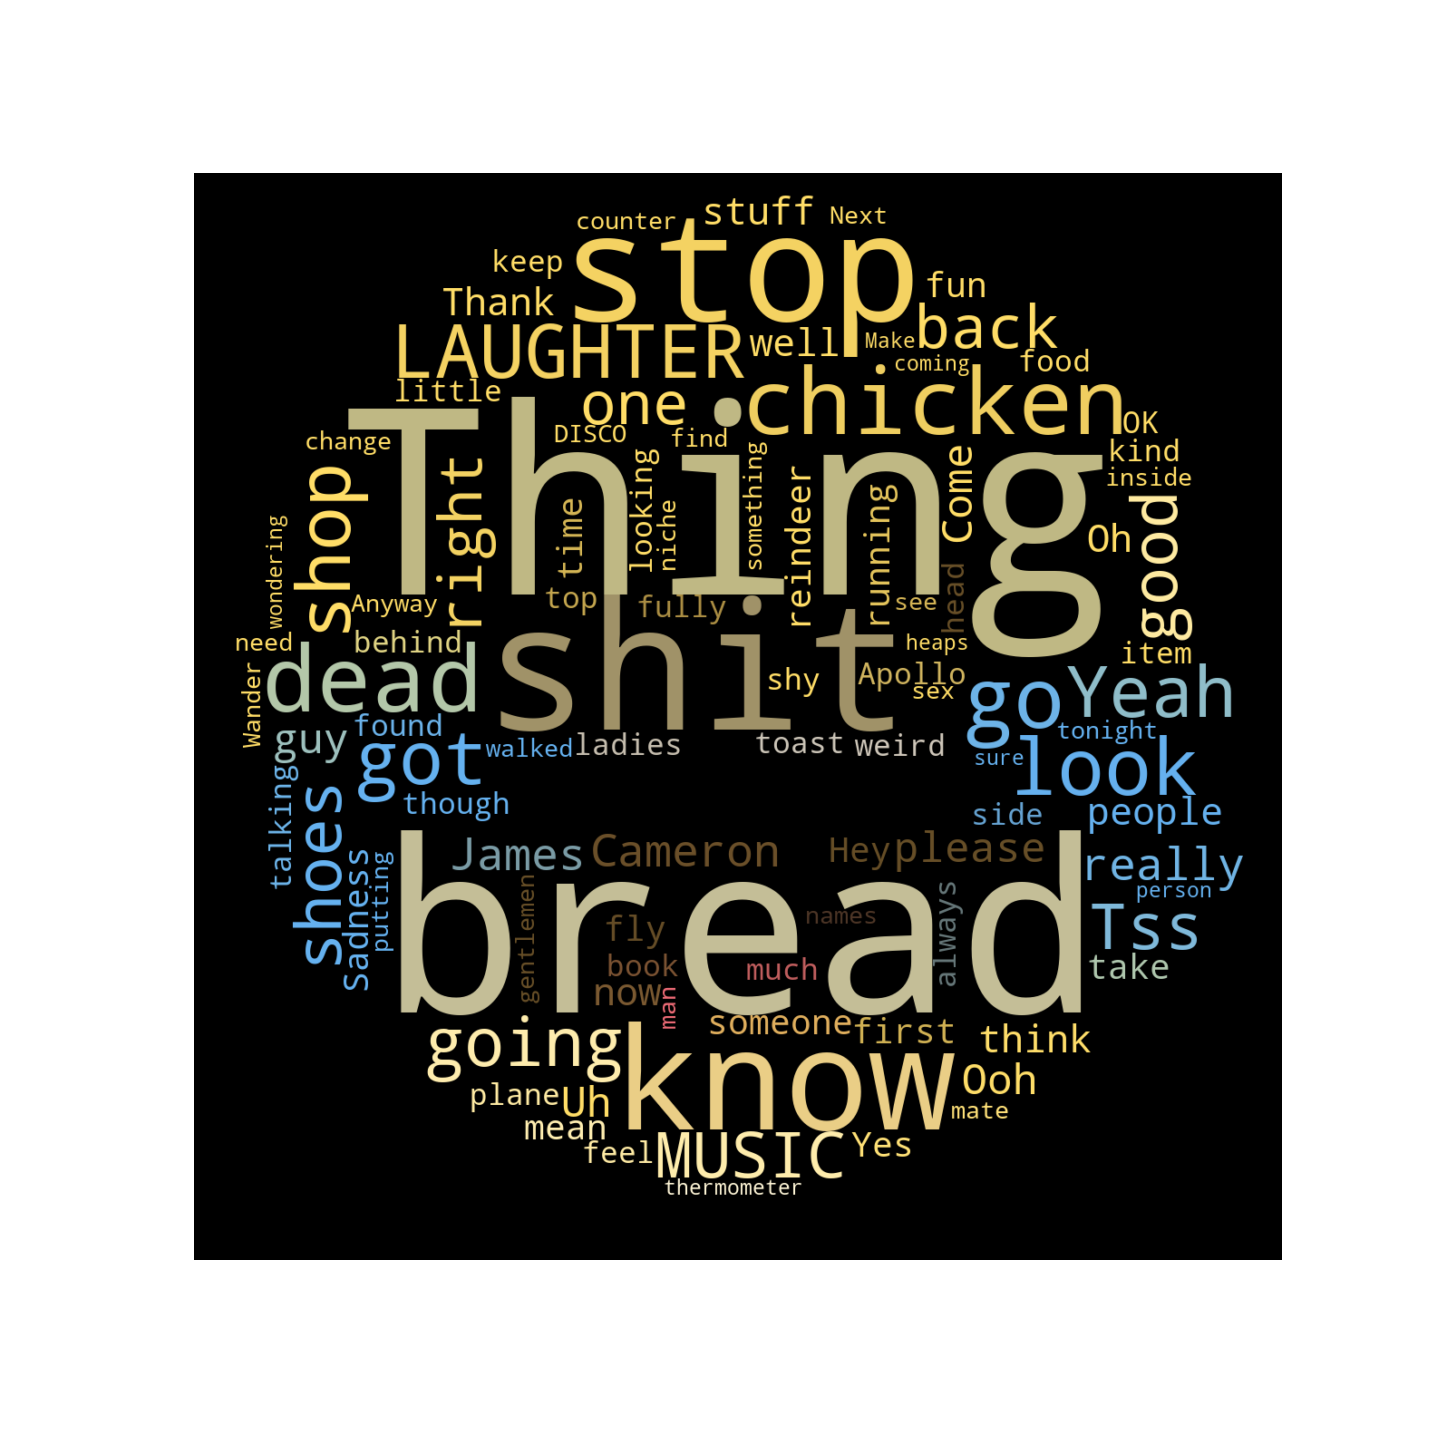 counter
stuff
Next
stop
keep
fun
Thank
back
LAUGHTER
well
Make
coming
food
little
one
chicken
OK
Thing
change
DISCO
find
kind
inside
shop
right
time
looking
niche
something
reindeer
running
Come
Oh
good
wondering
Anyway
top
fully
see
head
need
behind
shit
heaps
item
Wander
dead
shy
Apollo
sex
go
Yeah
guy
found
got
walked
ladies
toast
weird
tonight
sure
look
talking
shoes
though
side
people
James
Cameron
Hey
please
really
Sadness
putting
bread
person
gentlemen
names
always
fly
Tss
book
much
take
now
man
someone
first
think
going
know
plane
Uh
Ooh
mate
mean
feel
MUSIC
Yes
thermometer